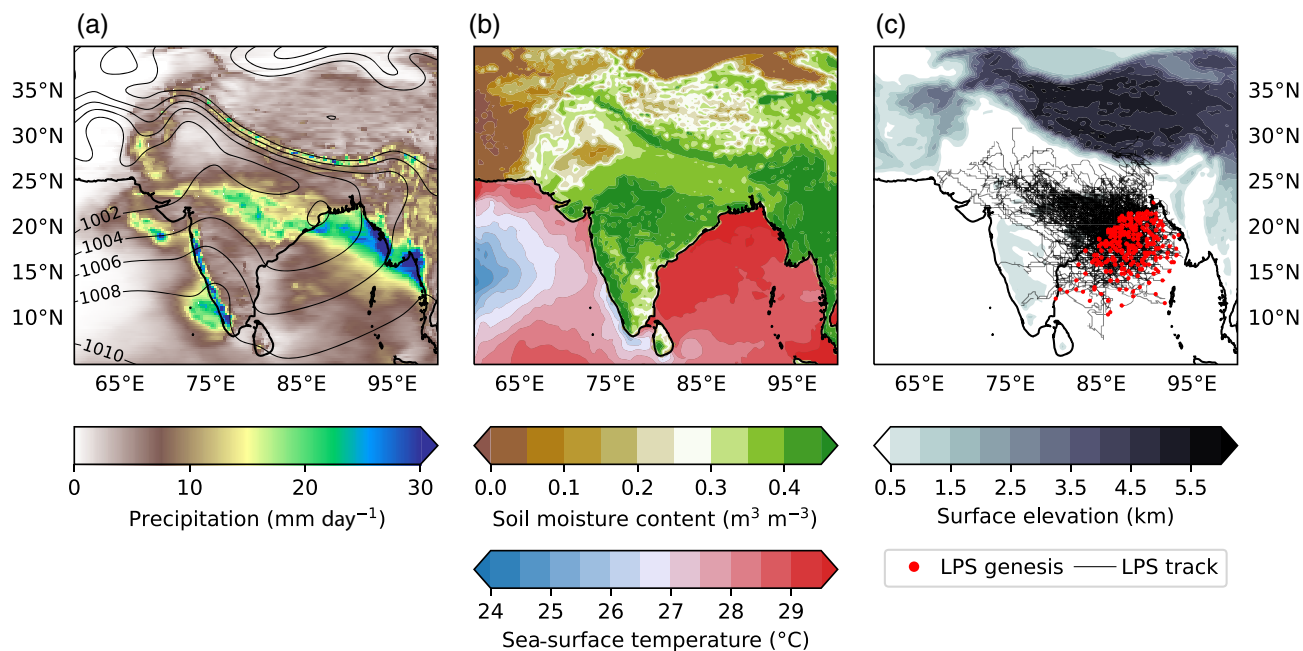 (a)
(b)
(c)
35°N
30°N
25°N
20°N
15°N
10°N
1002
1004
1006
1008
1010
35°N
30°N
25°N
20°N
15°N
10°N
65°E 75°E 85°E 95°E
65°E 75°E 85°E 95°E
65°E 75°E 85°E 95°E
0 10 20 30
Precipitation (mm day⁻¹)
0.0 0.1 0.2 0.3 0.4
Soil moisture content (m³ m⁻³)
0.5 1.5 2.5 3.5 4.5 5.5
Surface elevation (km)
LPS genesis LPS track
24 25 26 27 28 29
Sea-surface temperature (°C)